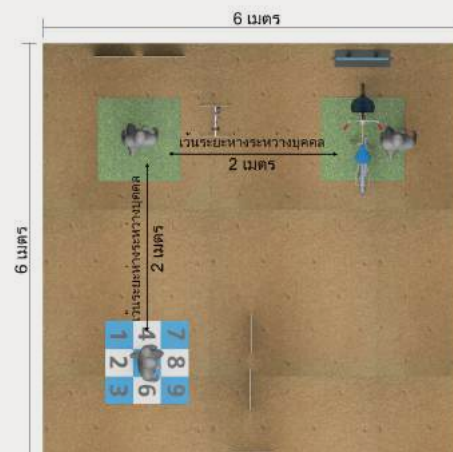 6 เมตร
6 เมตร
เว้นระยะห่างระหว่างบุคคล
2 เมตร
เว้นระยะห่างระหว่างบุคคล
2 เมตร
1 4 7
2 8
3 6 9